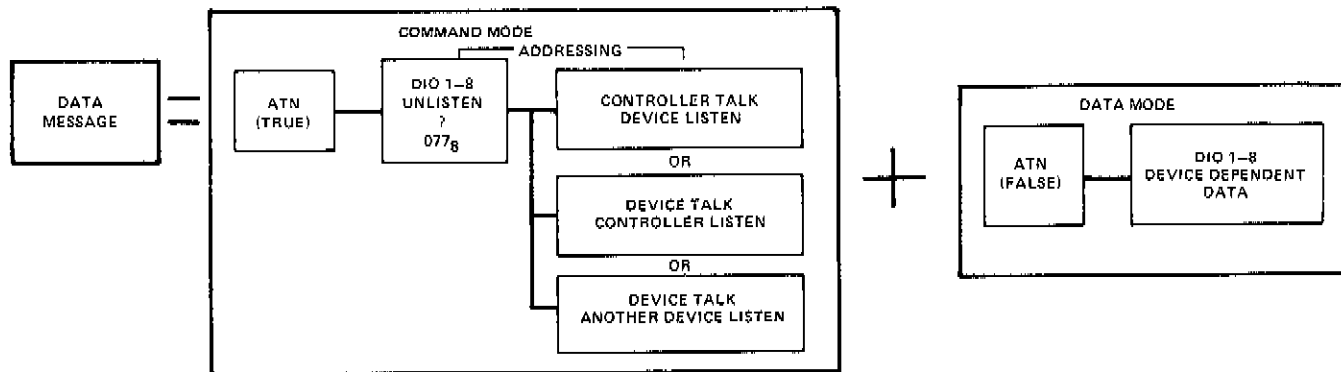 DATA
MESSAGE
=
COMMAND MODE
ADDRESSING
ATN
(TRUE)
DIO 1–8
UNLISTEN
?
077₈
CONTROLLER TALK
DEVICE LISTEN
OR
DEVICE TALK
CONTROLLER LISTEN
OR
DEVICE TALK
ANOTHER DEVICE LISTEN
+
DATA MODE
ATN
(FALSE)
DIO 1–8
DEVICE DEPENDENT
DATA